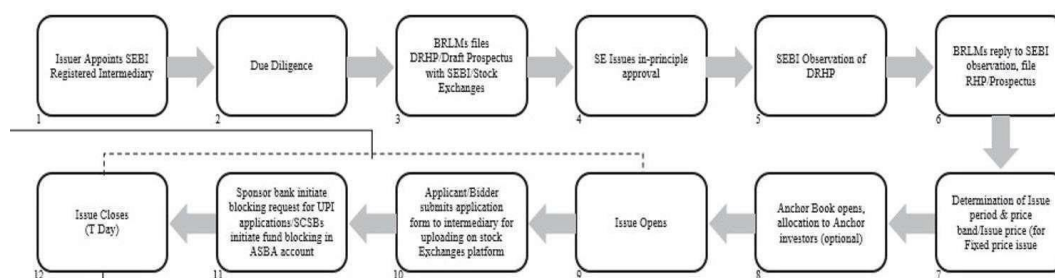 Issuer Appoints SEBI
Registered Intermediary
1
Due Diligence
2
BRLMs files
DRHP/Draft Prospectus
with SEBI/Stock
Exchanges
3
SE Issues in-principle
approval
4
SEBI Observation of
DRHP
5
BRLMs reply to SEBI
observation, file
RHP/Prospectus
6
Determination of Issue
period & price
band/Issue price (for
Fixed price issue
7
Anchor Book opens,
allocation to Anchor
investors (optional)
8
Issue Opens
9
Applicant/Bidder
submits application
form to intermediary for
uploading on stock
Exchanges platform
10
Sponsor bank initiate
blocking request for UPI
applications/SCSBs
initiate fund blocking in
ASBA account
11
Issue Closes
(T Day)
12